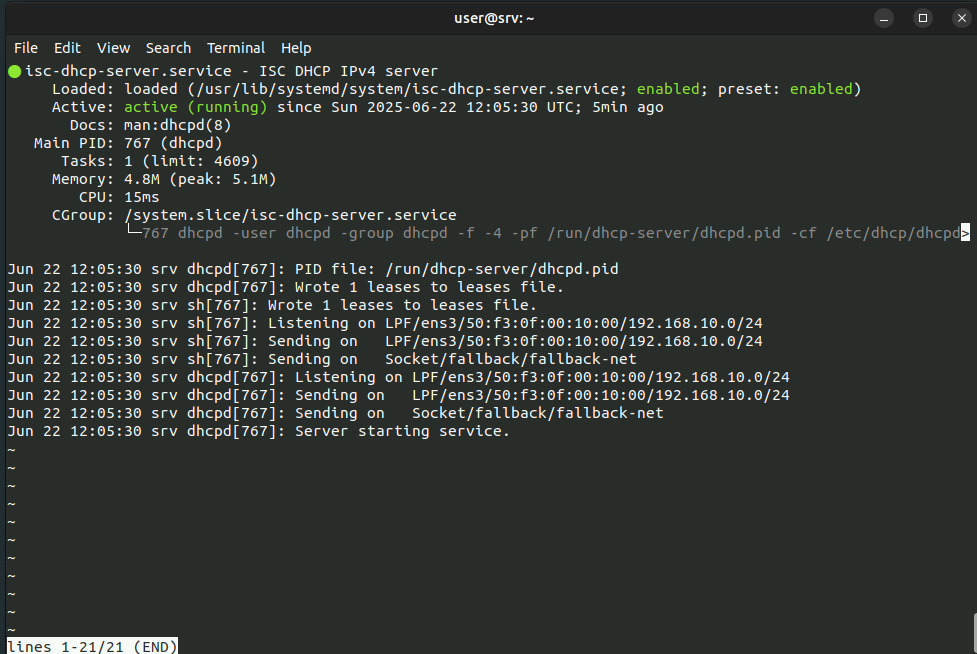 user@srv: ~
File Edit View Search Terminal Help
● isc-dhcp-server.service - ISC DHCP IPv4 server
     Loaded: loaded (/usr/lib/systemd/system/isc-dhcp-server.service; enabled; preset: enabled)
     Active: active (running) since Sun 2025-06-22 12:05:30 UTC; 5min ago
       Docs: man:dhcpd(8)
   Main PID: 767 (dhcpd)
      Tasks: 1 (limit: 4609)
     Memory: 4.8M (peak: 5.1M)
        CPU: 15ms
     CGroup: /system.slice/isc-dhcp-server.service
             └─767 dhcpd -user dhcpd -group dhcpd -f -4 -pf /run/dhcp-server/dhcpd.pid -cf /etc/dhcp/dhcpd>

Jun 22 12:05:30 srv dhcpd[767]: PID file: /run/dhcp-server/dhcpd.pid
Jun 22 12:05:30 srv dhcpd[767]: Wrote 1 leases to leases file.
Jun 22 12:05:30 srv sh[767]: Wrote 1 leases to leases file.
Jun 22 12:05:30 srv sh[767]: Listening on LPF/ens3/50:f3:0f:00:10:00/192.168.10.0/24
Jun 22 12:05:30 srv sh[767]: Sending on   LPF/ens3/50:f3:0f:00:10:00/192.168.10.0/24
Jun 22 12:05:30 srv sh[767]: Sending on   Socket/fallback/fallback-net
Jun 22 12:05:30 srv dhcpd[767]: Listening on LPF/ens3/50:f3:0f:00:10:00/192.168.10.0/24
Jun 22 12:05:30 srv dhcpd[767]: Sending on   LPF/ens3/50:f3:0f:00:10:00/192.168.10.0/24
Jun 22 12:05:30 srv dhcpd[767]: Sending on   Socket/fallback/fallback-net
Jun 22 12:05:30 srv dhcpd[767]: Server starting service.
~
~
~
~
~
~
~
~
~
~
~
lines 1-21/21 (END)